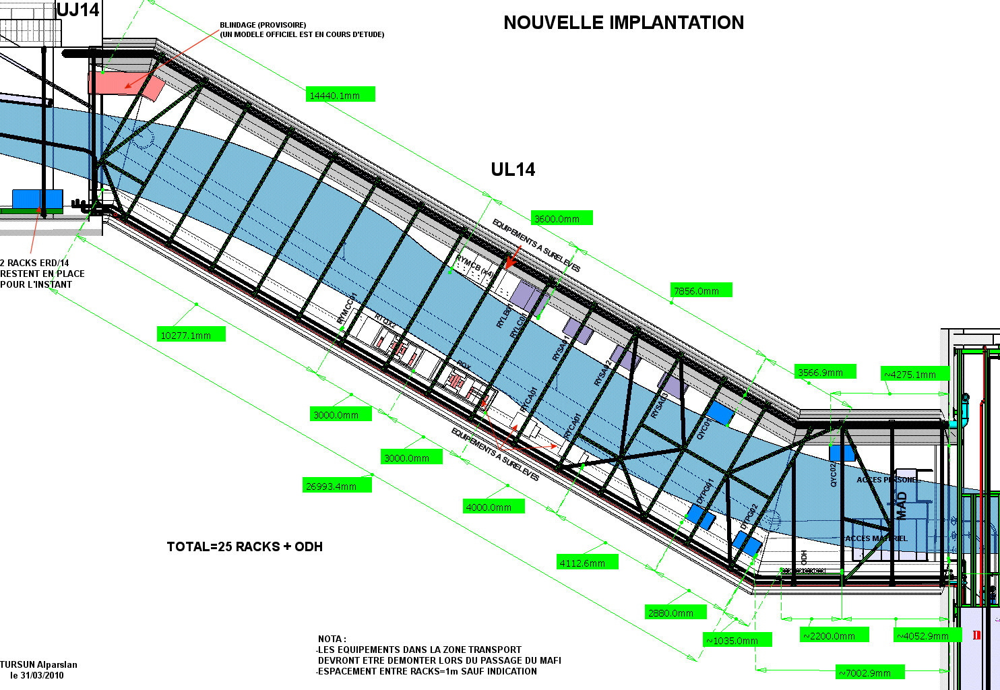 UJ14
NOUVELLE IMPLANTATION
BLINDAGE (PROVISOIRE)
(UN MODELE OFFICIEL EST EN COURS D'ETUDE)
14440.1mm
UL14
3600.0mm
EQUIPEMENTS A SURELEVES
2 RACKS ERD/14
RESTENT EN PLACE
POUR L'INSTANT
RYMCB (x4)
7856.0mm
RYMCC01
RTQX2
RYLB01
RYLC01
10277.1mm
RYSA01
RYSA02
3566.9mm
~4275.1mm
RQX
RYCA01
RYSA03
3000.0mm
RYCA01
QYC01
EQUIPEMENTS A SURELEVES
3000.0mm
QYC02
ACCES PERSONEL
26993.4mm
MAD
4000.0mm
DYPG01
DYPG02
ACCES MATERIEL
TOTAL=25 RACKS + ODH
4112.6mm
ODH
2880.0mm
~1035.0mm
~2200.0mm
~4052.9mm
NOTA :
-LES EQUIPEMENTS DANS LA ZONE TRANSPORT
DEVRONT ETRE DEMONTER LORS DU PASSAGE DU MAFI
-ESPACEMENT ENTRE RACKS=1m SAUF INDICATION
~7002.9mm
TURSUN Alparslan
le 31/03/2010